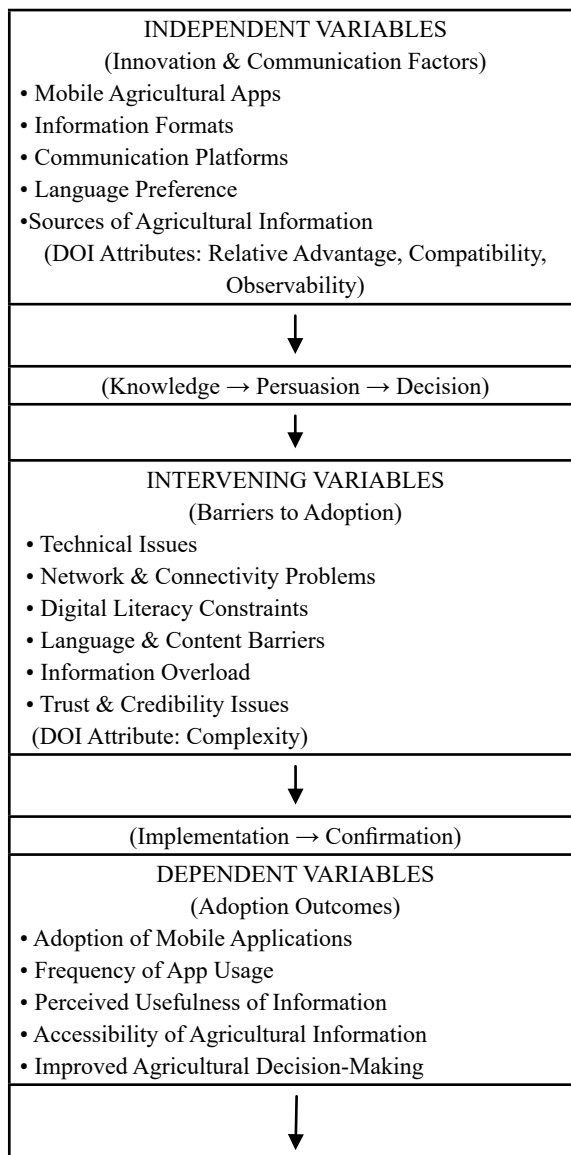 INDEPENDENT VARIABLES
(Innovation & Communication Factors)
• Mobile Agricultural Apps
• Information Formats
• Communication Platforms
• Language Preference
•Sources of Agricultural Information
(DOI Attributes: Relative Advantage, Compatibility,
Observability)
(Knowledge → Persuasion → Decision)
INTERVENING VARIABLES
(Barriers to Adoption)
• Technical Issues
• Network & Connectivity Problems
• Digital Literacy Constraints
• Language & Content Barriers
• Information Overload
• Trust & Credibility Issues
(DOI Attribute: Complexity)
(Implementation → Confirmation)
DEPENDENT VARIABLES
(Adoption Outcomes)
• Adoption of Mobile Applications
• Frequency of App Usage
• Perceived Usefulness of Information
• Accessibility of Agricultural Information
• Improved Agricultural Decision-Making